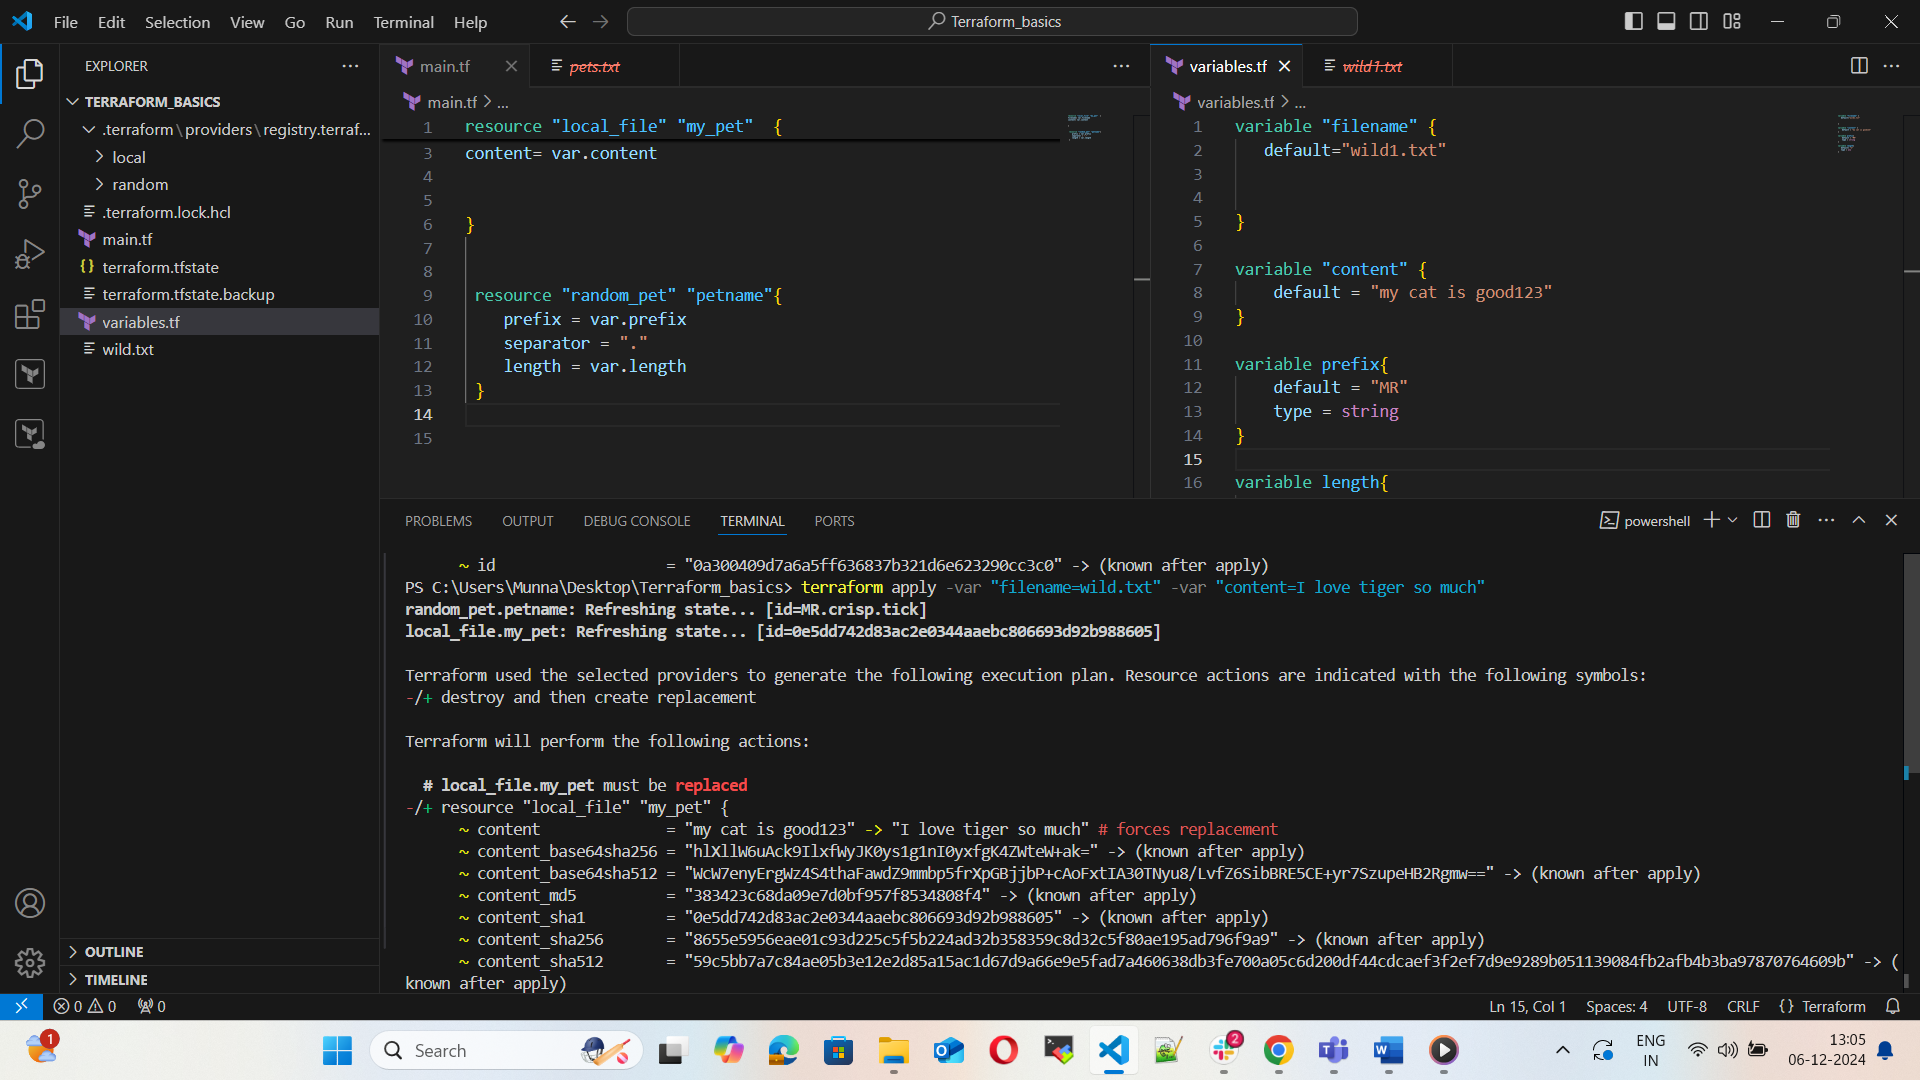 File Edit Selection View Go Run Terminal Help
Terraform_basics
EXPLORER
TERRAFORM_BASICS
.terraform\providers\registry.terraf...
local
random
.terraform.lock.hcl
main.tf
terraform.tfstate
terraform.tfstate.backup
variables.tf
wild.txt
OUTLINE
TIMELINE
main.tf
pets.txt
main.tf > ...
1 resource "local_file" "my_pet" {
3 content= var.content
4
5
6 }
7
8
9 resource "random_pet" "petname"{
10 prefix = var.prefix
11 separator = "."
12 length = var.length
13 }
14
15
variables.tf
wild1.txt
variables.tf > ...
1 variable "filename" {
2 default="wild1.txt"
3
4
5 }
6
7 variable "content" {
8 default = "my cat is good123"
9 }
10
11 variable prefix{
12 default = "MR"
13 type = string
14 }
15
16 variable length{
PROBLEMS OUTPUT DEBUG CONSOLE TERMINAL PORTS
powershell
~ id = "0a300409d7a6a5ff636837b321d6e623290cc3c0" -> (known after apply)
PS C:\Users\Munna\Desktop\Terraform_basics> terraform apply -var "filename=wild.txt" -var "content=I love tiger so much"
random_pet.petname: Refreshing state... [id=MR.crisp.tick]
local_file.my_pet: Refreshing state... [id=0e5dd742d83ac2e0344aaebc806693d92b988605]
Terraform used the selected providers to generate the following execution plan. Resource actions are indicated with the following symbols:
-/+ destroy and then create replacement
Terraform will perform the following actions:
# local_file.my_pet must be replaced
-/+ resource "local_file" "my_pet" {
~ content = "my cat is good123" -> "I love tiger so much" # forces replacement
~ content_base64sha256 = "hlXllW6uAck9IlxfWyJK0ys1g1nI0yxfgK4ZWteW+ak=" -> (known after apply)
~ content_base64sha512 = "WcW7enyErgWz4S4thaFawdZ9mmbp5frXpGBjjbP+cAoFxtIA30TNyu8/LvfZ6SibBRE5CE+yr7SzupeHB2Rgmw==" -> (known after apply)
~ content_md5 = "383423c68da09e7d0bf957f8534808f4" -> (known after apply)
~ content_sha1 = "0e5dd742d83ac2e0344aaebc806693d92b988605" -> (known after apply)
~ content_sha256 = "8655e5956eae01c93d225c5f5b224ad32b358359c8d32c5f80ae195ad796f9a9" -> (known after apply)
~ content_sha512 = "59c5bb7a7c84ae05b3e12e2d85a15ac1d67d9a66e9e5fad7a460638db3fe700a05c6d200df44cdcaef3f2ef7d9e9289b051139084fb2afb4b3ba97870764609b" -> (
known after apply)
0 0 0
Ln 15, Col 1 Spaces: 4 UTF-8 CRLF {} Terraform
1
Search
2
ENG
IN
13:05
06-12-2024